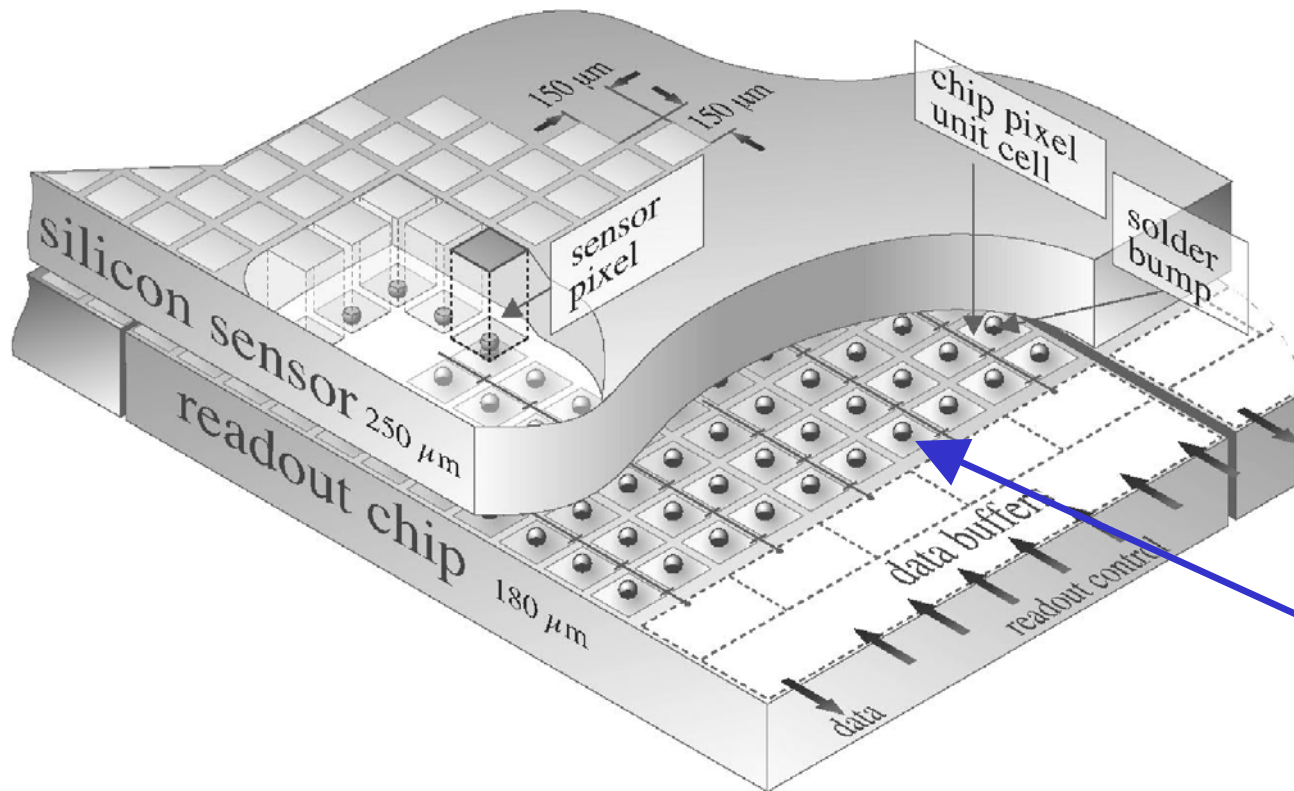 150 µm
150 µm
chip pixel
unit cell
solder
bump
sensor
pixel
silicon sensor 250 µm
readout chip 180 µm
data buffers
readout control
data